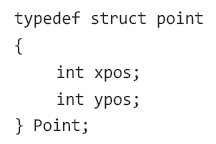 typedef struct point
{
    int xpos;
    int ypos;
} Point;